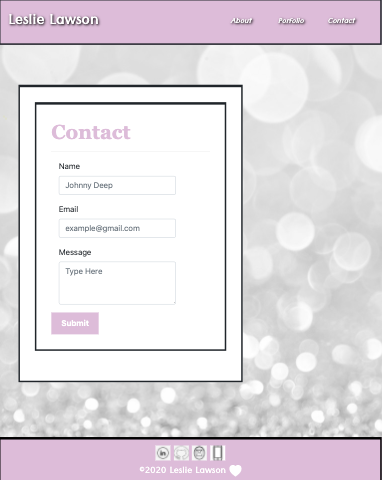 Leslie Lawson
About Porfolio Contact
Contact
Name
Johnny Deep
Email
example@gmail.com
Message
Type Here
Submit
©2020 Leslie Lawson